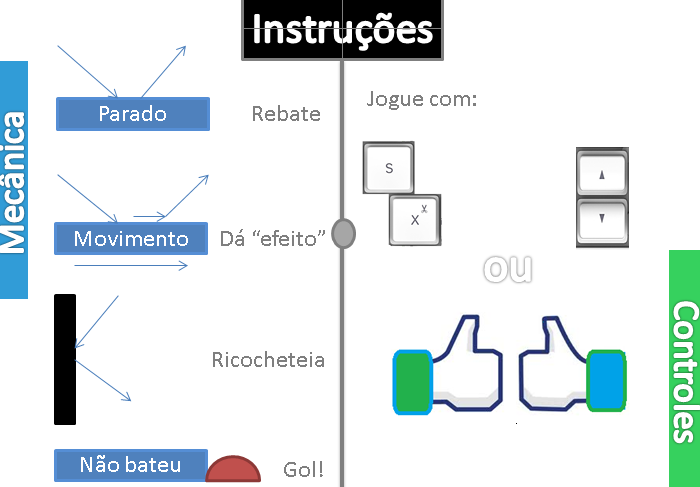 Instruções
Mecânica
Parado
Rebate
Movimento
Dá “efeito”
Ricocheteia
Não bateu
Gol!
Jogue com:
S
X
ou
Controles